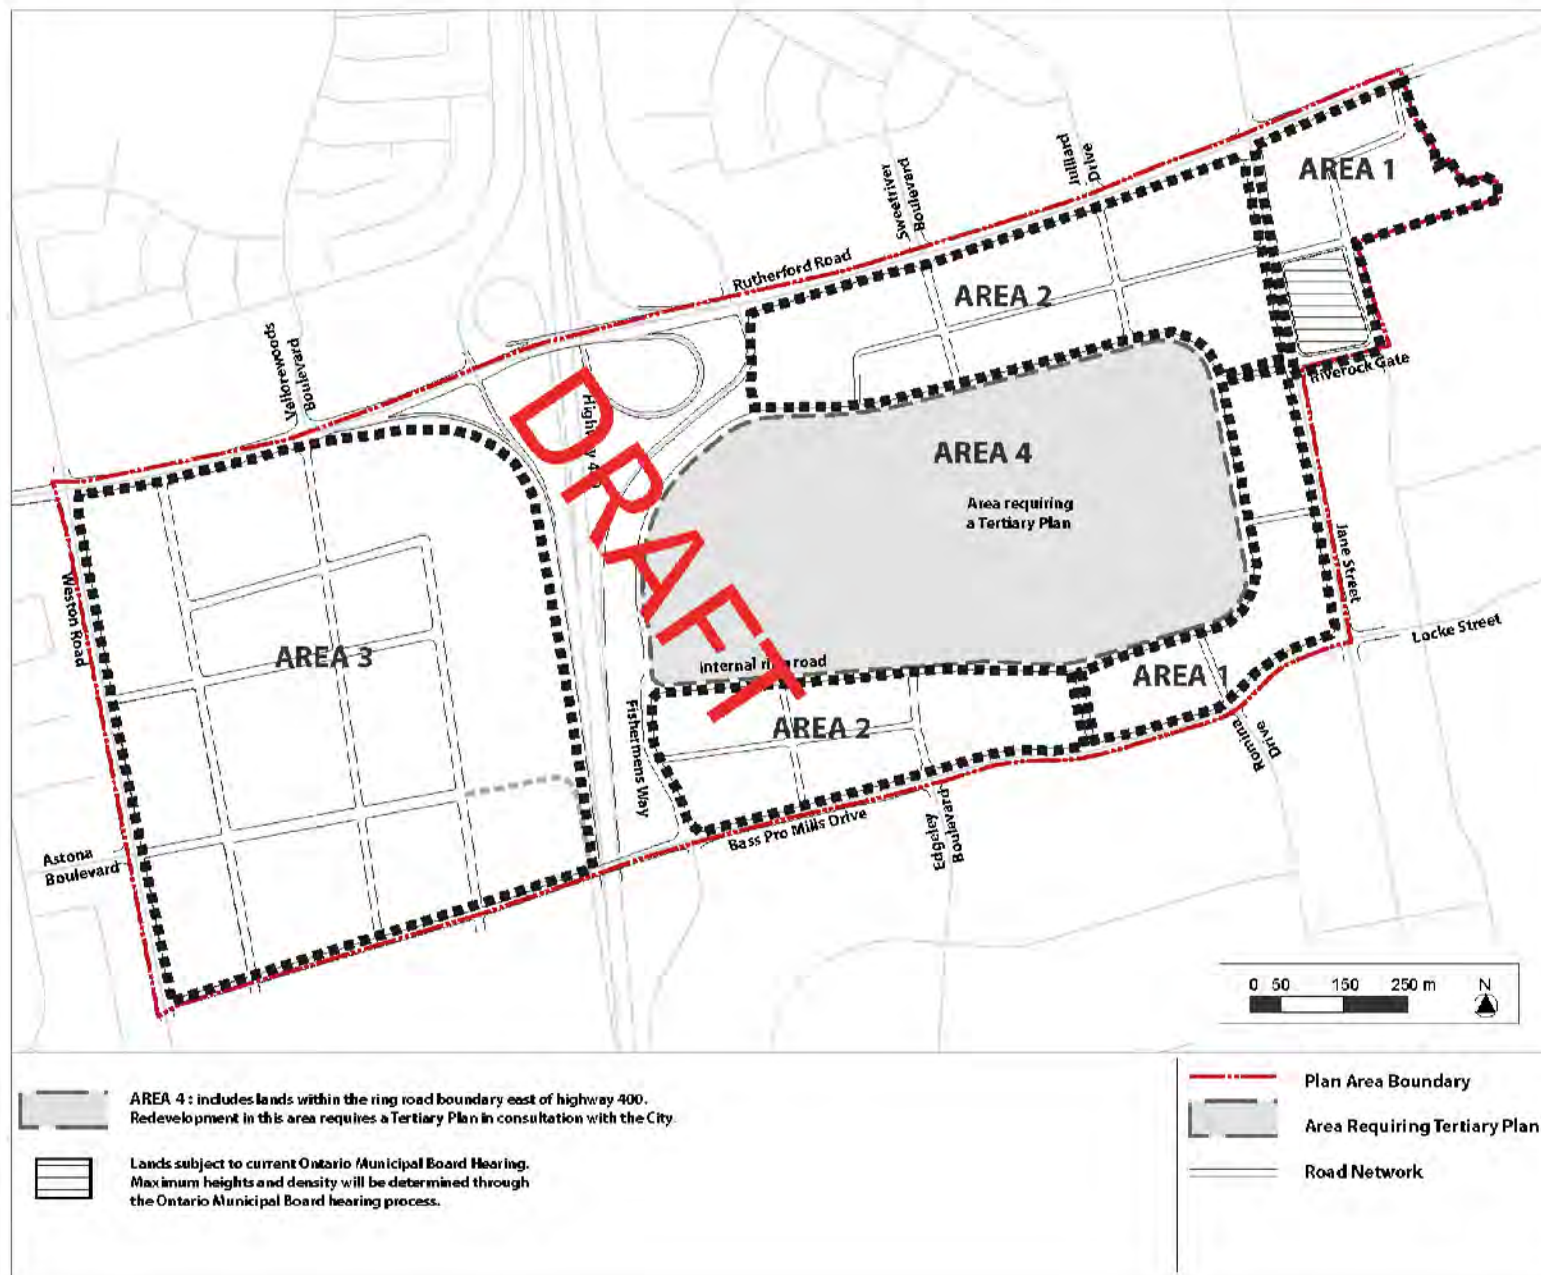 AREA 1
Julliard
Drive
Sweetriver
Boulevard
Rutherford Road
AREA 2
Vellorewoods
Boulevard
Riverock Gate
DRAFT
AREA 4
Area requiring
a Tertiary Plan
Jane Street
Weston Road
Locke Street
AREA 3
AREA 1
AREA 2
Fishermens Way
Romina
Drive
Bass Pro Mills Drive
Edgeley
Boulevard
Astona
Boulevard
0 50 150 250 m
N
AREA 4 : includes lands within the ring road boundary east of highway 400.
Redevelopment in this area requires a Tertiary Plan in consultation with the City.
Lands subject to current Ontario Municipal Board Hearing.
Maximum heights and density will be determined through
the Ontario Municipal Board hearing process.
Plan Area Boundary
Area Requiring Tertiary Plan
Road Network